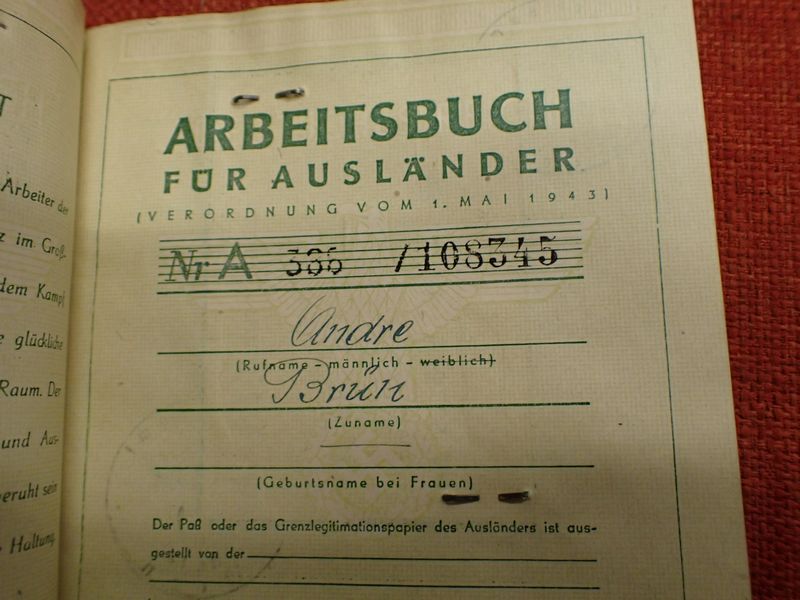 T
Arbeiter der
z im Groß-
dem Kampf
e glückliche
Raum. Der
und Aus-
beruht sein
Haltung
ARBEITSBUCH
FÜR AUSLÄNDER
(VERORDNUNG VOM 1. MAI 1943)
Nr A 336 /108345
Andre
(Rufname – männlich – weiblich)
Brün
(Zuname)
(Geburtsname bei Frauen)
Der Paß oder das Grenzlegitimationspapier des Ausländers ist aus-
gestellt von der